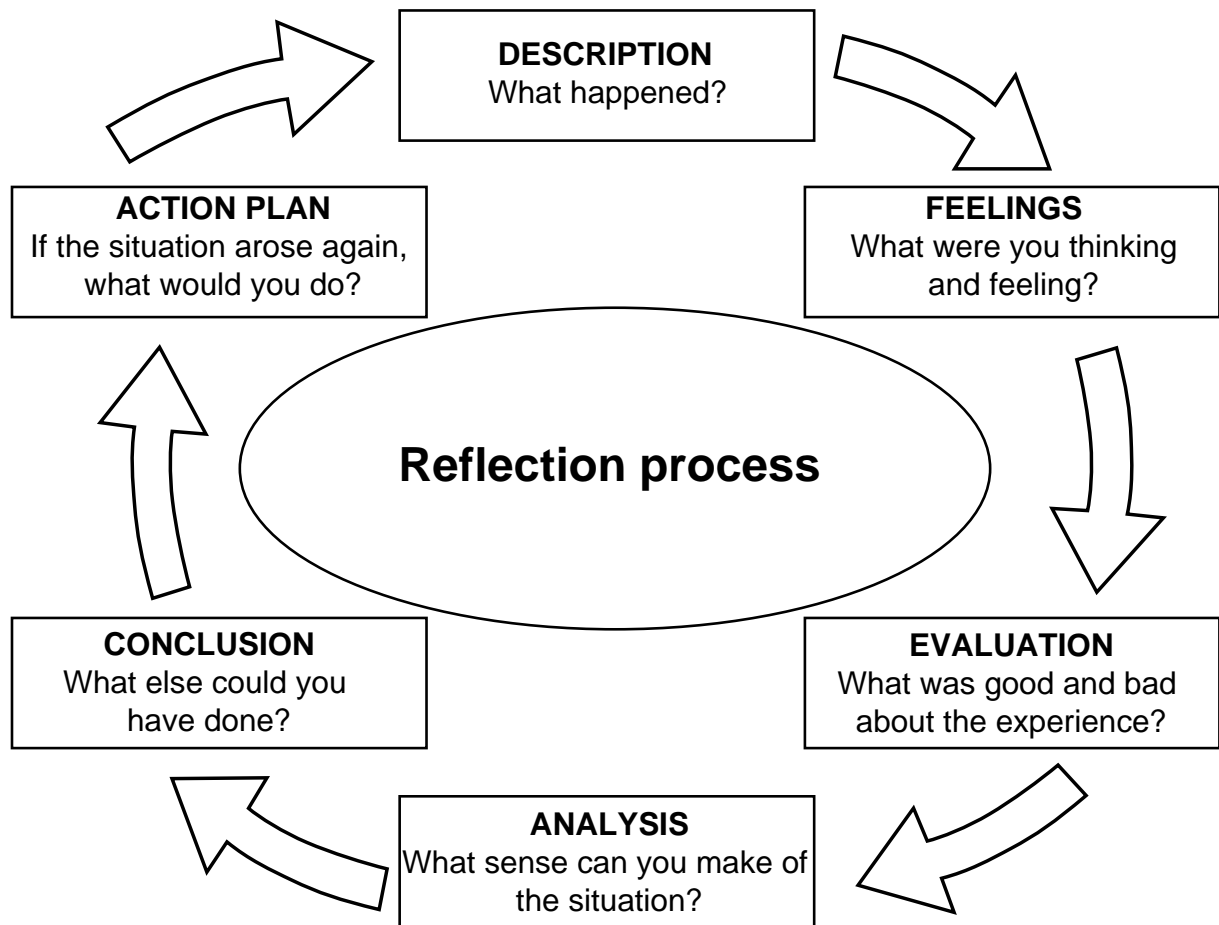 DESCRIPTION
What happened?
FEELINGS
What were you thinking
and feeling?
EVALUATION
What was good and bad
about the experience?
ANALYSIS
What sense can you make of
the situation?
CONCLUSION
What else could you
have done?
ACTION PLAN
If the situation arose again,
what would you do?
Reflection process